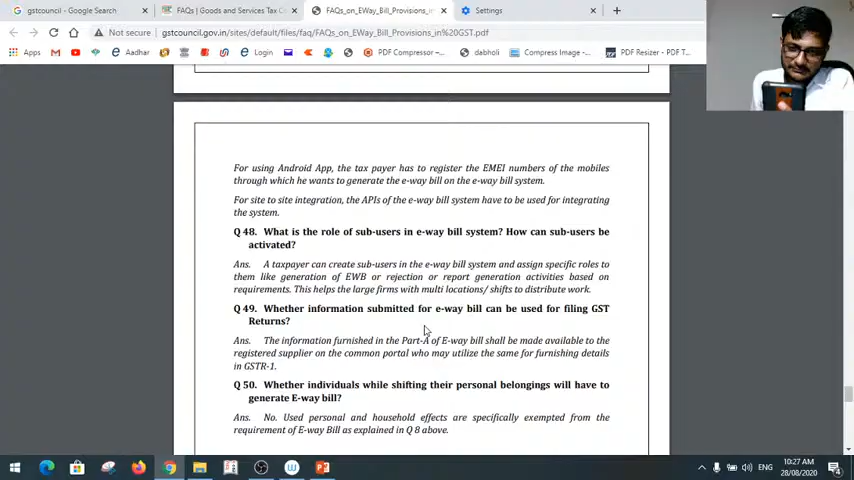 gstcouncil - Google Search
FAQs | Goods and Services Tax Co
FAQs_on_EWay_Bill_Provisions_in
Settings
Not secure | gstcouncil.gov.in/sites/default/files/faq/FAQs_on_EWay_Bill_Provisions_in%20GST.pdf
Apps
Aadhar
Login
PDF Compressor –...
dabholi
Compress Image -...
PDF Resizer - PDF T...
For using Android App, the tax payer has to register the EMEI numbers of the mobiles
through which he wants to generate the e-way bill on the e-way bill system.
For site to site integration, the APIs of the e-way bill system have to be used for integrating
the system.
Q 48. What is the role of sub-users in e-way bill system? How can sub-users be
activated?
Ans. A taxpayer can create sub-users in the e-way bill system and assign specific roles to
them like generation of EWB or rejection or report generation activities based on
requirements. This helps the large firms with multi locations/ shifts to distribute work.
Q 49. Whether information submitted for e-way bill can be used for filing GST
Returns?
Ans. The information furnished in the Part-A of E-way bill shall be made available to the
registered supplier on the common portal who may utilize the same for furnishing details
in GSTR-1.
Q 50. Whether individuals while shifting their personal belongings will have to
generate E-way bill?
Ans. No. Used personal and household effects are specifically exempted from the
requirement of E-way Bill as explained in Q 8 above.
ENG
10:27 AM
28/08/2020
4